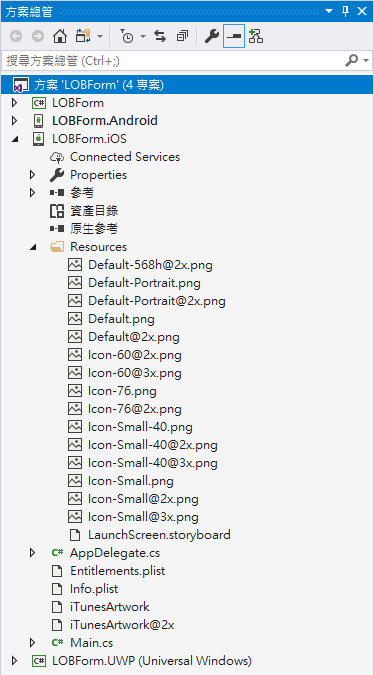 方案總管
搜尋方案總管 (Ctrl+;)
方案 'LOBForm' (4 專案)
C# LOBForm
LOBForm.Android
LOBForm.iOS
Connected Services
Properties
參考
資產目錄
原生參考
Resources
Default-568h@2x.png
Default-Portrait.png
Default-Portrait@2x.png
Default.png
Default@2x.png
Icon-60@2x.png
Icon-60@3x.png
Icon-76.png
Icon-76@2x.png
Icon-Small-40.png
Icon-Small-40@2x.png
Icon-Small-40@3x.png
Icon-Small.png
Icon-Small@2x.png
Icon-Small@3x.png
LaunchScreen.storyboard
C# AppDelegate.cs
Entitlements.plist
Info.plist
iTunesArtwork
iTunesArtwork@2x
C# Main.cs
C# LOBForm.UWP (Universal Windows)